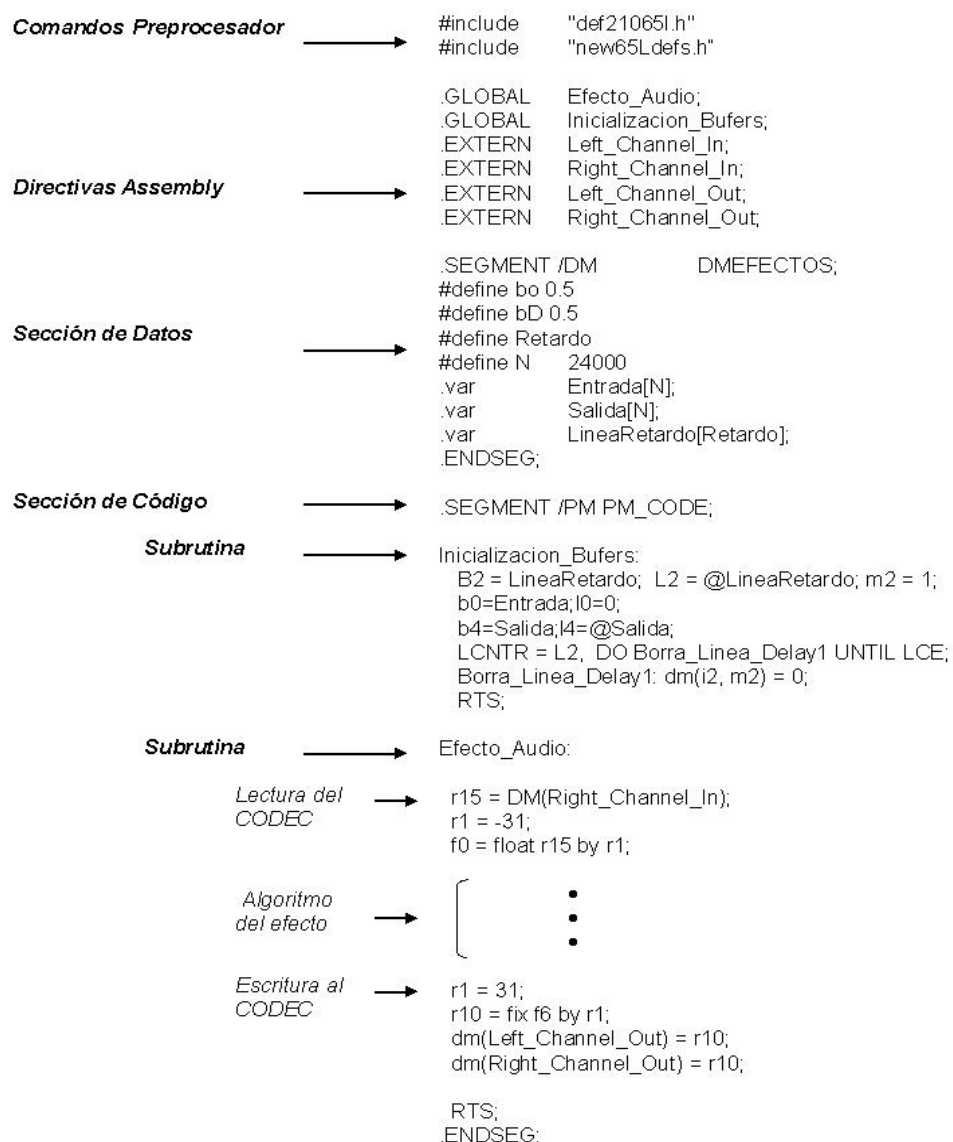 Comandos Preprocesador
#include "def21065l.h"
#include "new65Ldefs.h"
.GLOBAL Efecto_Audio;
.GLOBAL Inicializacion_Bufers;
.EXTERN Left_Channel_In;
.EXTERN Right_Channel_In;
Directivas Assembly
.EXTERN Left_Channel_Out;
.EXTERN Right_Channel_Out;
.SEGMENT /DM DMEFECTOS;
#define bo 0.5
#define bD 0.5
Sección de Datos
#define Retardo
#define N 24000
.var Entrada[N];
.var Salida[N];
.var LineaRetardo[Retardo];
.ENDSEG;
Sección de Código
.SEGMENT /PM PM_CODE;
Subrutina
Inicializacion_Bufers:
B2 = LineaRetardo; L2 = @LineaRetardo; m2 = 1;
b0=Entrada;l0=0;
b4=Salida;l4=@Salida;
LCNTR = L2, DO Borra_Linea_Delay1 UNTIL LCE;
Borra_Linea_Delay1: dm(i2, m2) = 0;
RTS;
Subrutina
Efecto_Audio:
Lectura del
CODEC
r15 = DM(Right_Channel_In);
r1 = -31;
f0 = float r15 by r1;
Algoritmo
del efecto
Escritura al
CODEC
r1 = 31;
r10 = fix f6 by r1;
dm(Left_Channel_Out) = r10;
dm(Right_Channel_Out) = r10;
RTS;
.ENDSEG;